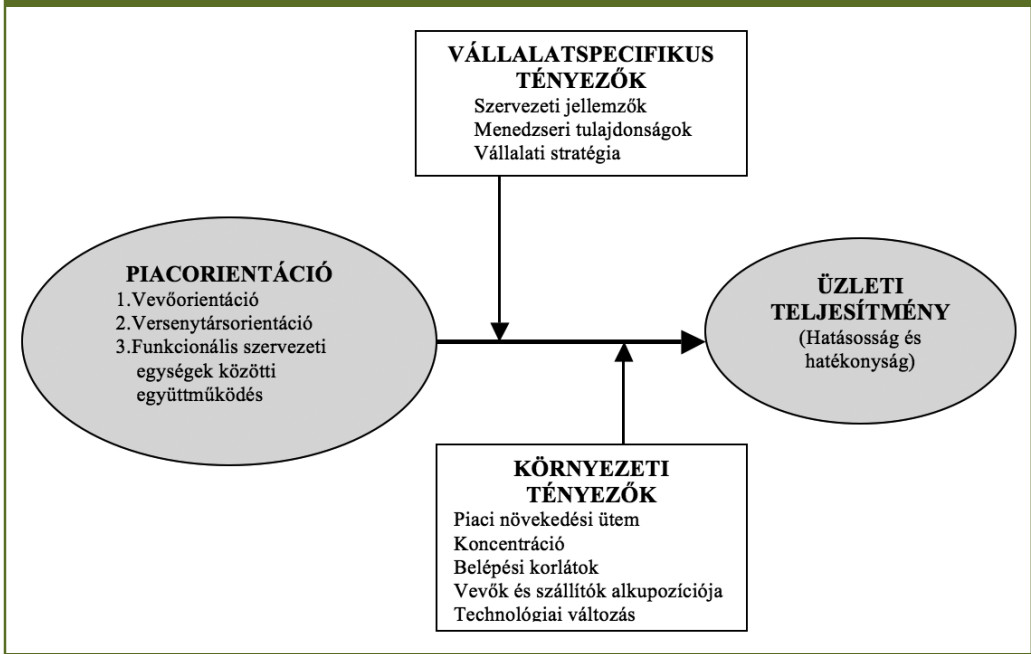 VÁLLALATSPECIFIKUS
TÉNYEZŐK
Szervezeti jellemzők
Menedzseri tulajdonságok
Vállalati stratégia
PIACORIENTÁCIÓ
1.Vevőorientáció
2.Versenytársorientáció
3.Funkcionális szervezeti
egységek közötti
együttműködés
ÜZLETI
TELJESÍTMÉNY
(Hatásosság és
hatékonyság)
KÖRNYEZETI
TÉNYEZŐK
Piaci növekedési ütem
Koncentráció
Belépési korlátok
Vevők és szállítók alkupozíciója
Technológiai változás